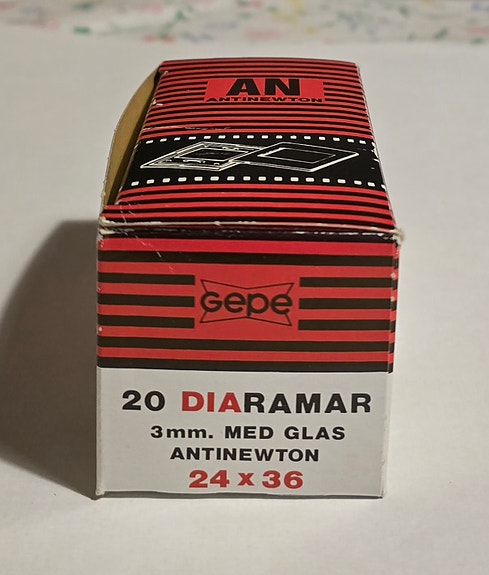 AN
ANTINEWTON
Gepe
20 DIARAMAR
3mm. MED GLAS
ANTINEWTON
24 x 36